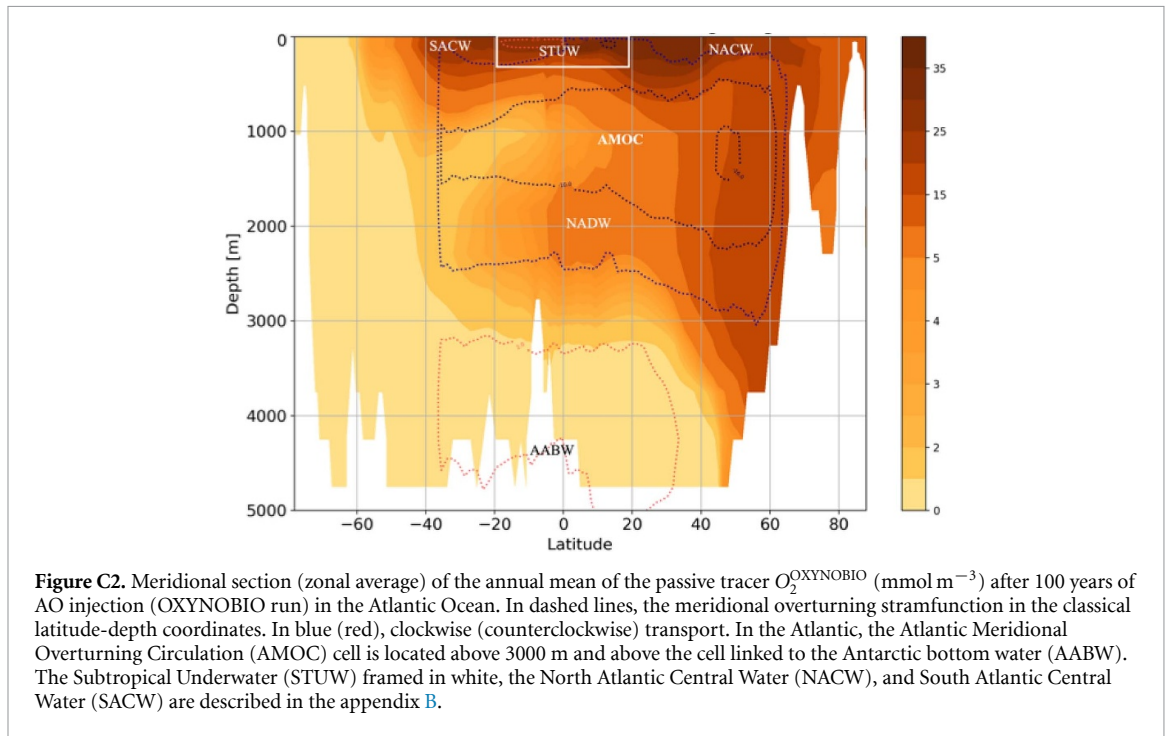 0
1000
2000
3000
4000
5000
Depth [m]
SACW
STUW
NACW
AMOC
-10.0
NADW
AABW
−60
−40
−20
0
20
40
60
80
Latitude
35
25
15
5
4
3
2
0
Figure C2. Meridional section (zonal average) of the annual mean of the passive tracer O₂^OXYNOBIO (mmol m⁻³) after 100 years of
AO injection (OXYNOBIO run) in the Atlantic Ocean. In dashed lines, the meridional overturning stramfunction in the classical
latitude-depth coordinates. In blue (red), clockwise (counterclockwise) transport. In the Atlantic, the Atlantic Meridional
Overturning Circulation (AMOC) cell is located above 3000 m and above the cell linked to the Antarctic bottom water (AABW).
The Subtropical Underwater (STUW) framed in white, the North Atlantic Central Water (NACW), and South Atlantic Central
Water (SACW) are described in the appendix B.